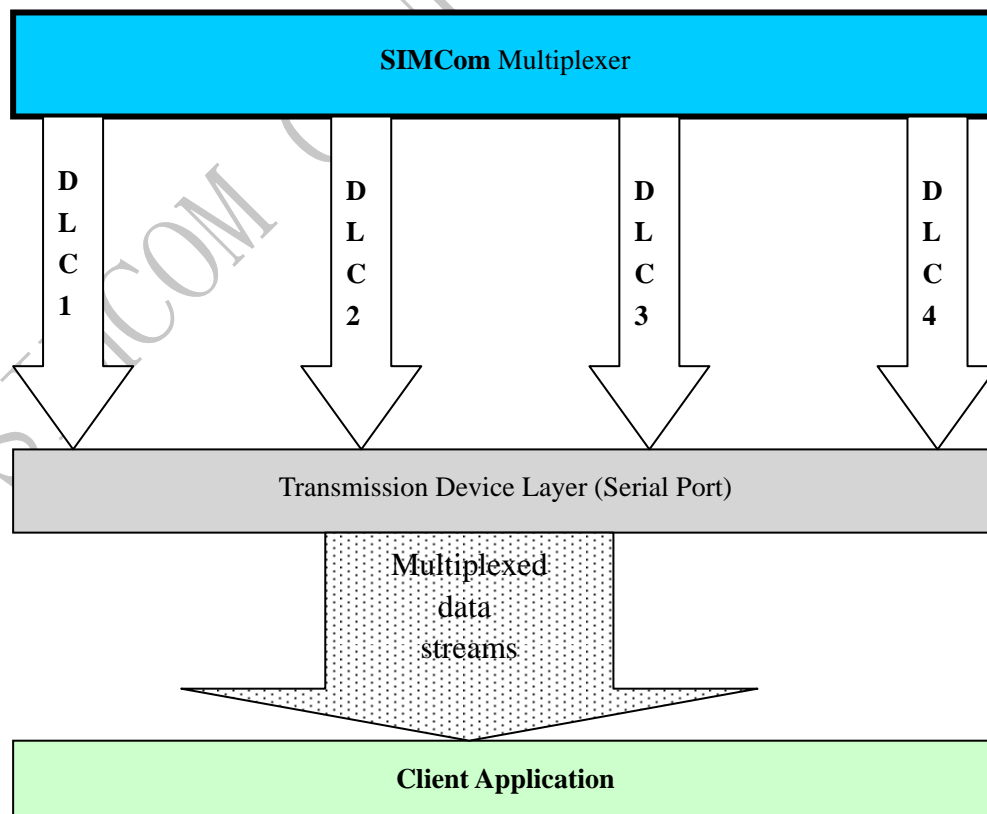 SIMCom Multiplexer
D
L
C
1
D
L
C
2
D
L
C
3
D
L
C
4
Transmission Device Layer (Serial Port)
Multiplexed
data
streams
Client Application